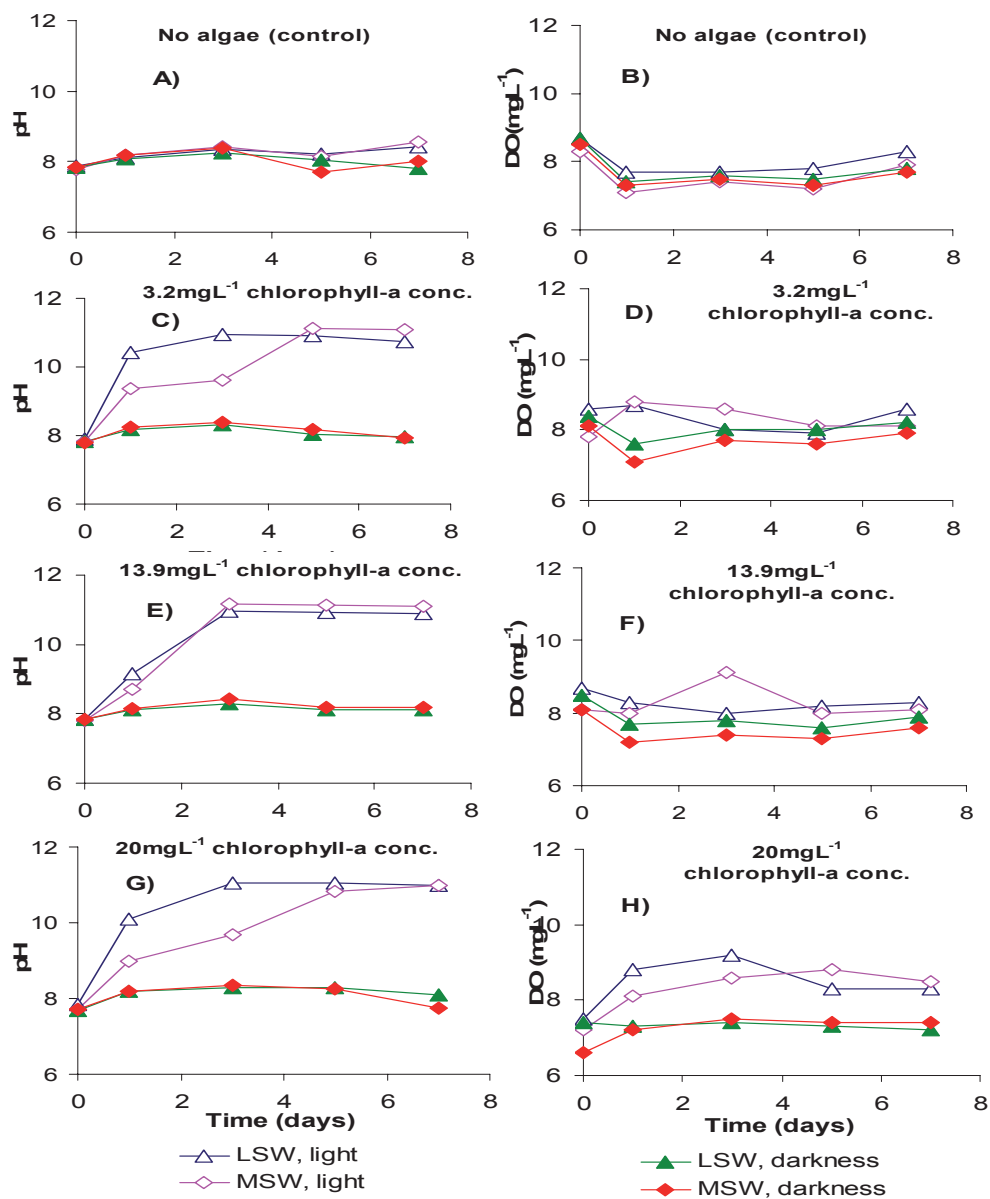 12
No algae (control)
A)
10
pH
8
6
0 2 4 6 8
12
No algae (control)
B)
10
DO(mgL-1)
8
6
0 2 4 6 8
12
3.2mgL-1 chlorophyll-a conc.
C)
10
pH
8
6
0 2 4 6 8
12
3.2mgL-1
chlorophyll-a conc.
D)
10
DO (mgL-1)
8
6
0 2 4 6 8
12
13.9mgL-1 chlorophyll-a conc.
E)
10
pH
8
6
0 2 4 6 8
12
13.9mgL-1
chlorophyll-a conc.
F)
10
DO (mgL-1)
8
6
0 2 4 6 8
12
20mgL-1 chlorophyll-a conc.
G)
10
pH
8
6
0 2 4 6 8
Time (days)
12
20mgL-1
chlorophyll-a conc.
H)
10
DO (mgL-1)
8
6
0 2 4 6 8
Time (days)
LSW, light
MSW, light
LSW, darkness
MSW, darkness